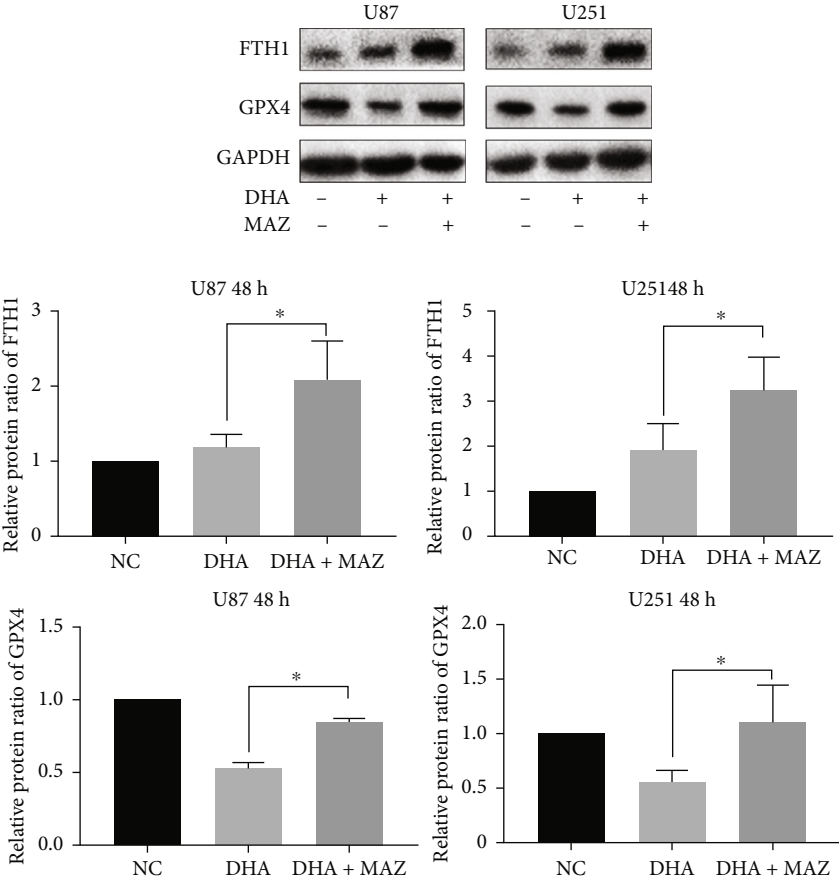 U87 U251
FTH1
GPX4
GAPDH
DHA – + + – + +
MAZ – – + – – +
U87 48 h
Relative protein ratio of FTH1
3
2
1
0
*
NC DHA DHA + MAZ
U25148 h
Relative protein ratio of FTH1
5
4
3
2
1
0
*
NC DHA DHA + MAZ
U87 48 h
Relative protein ratio of GPX4
1.5
1.0
0.5
0.0
*
NC DHA DHA + MAZ
U251 48 h
Relative protein ratio of GPX4
2.0
1.5
1.0
0.5
0
*
NC DHA DHA + MAZ